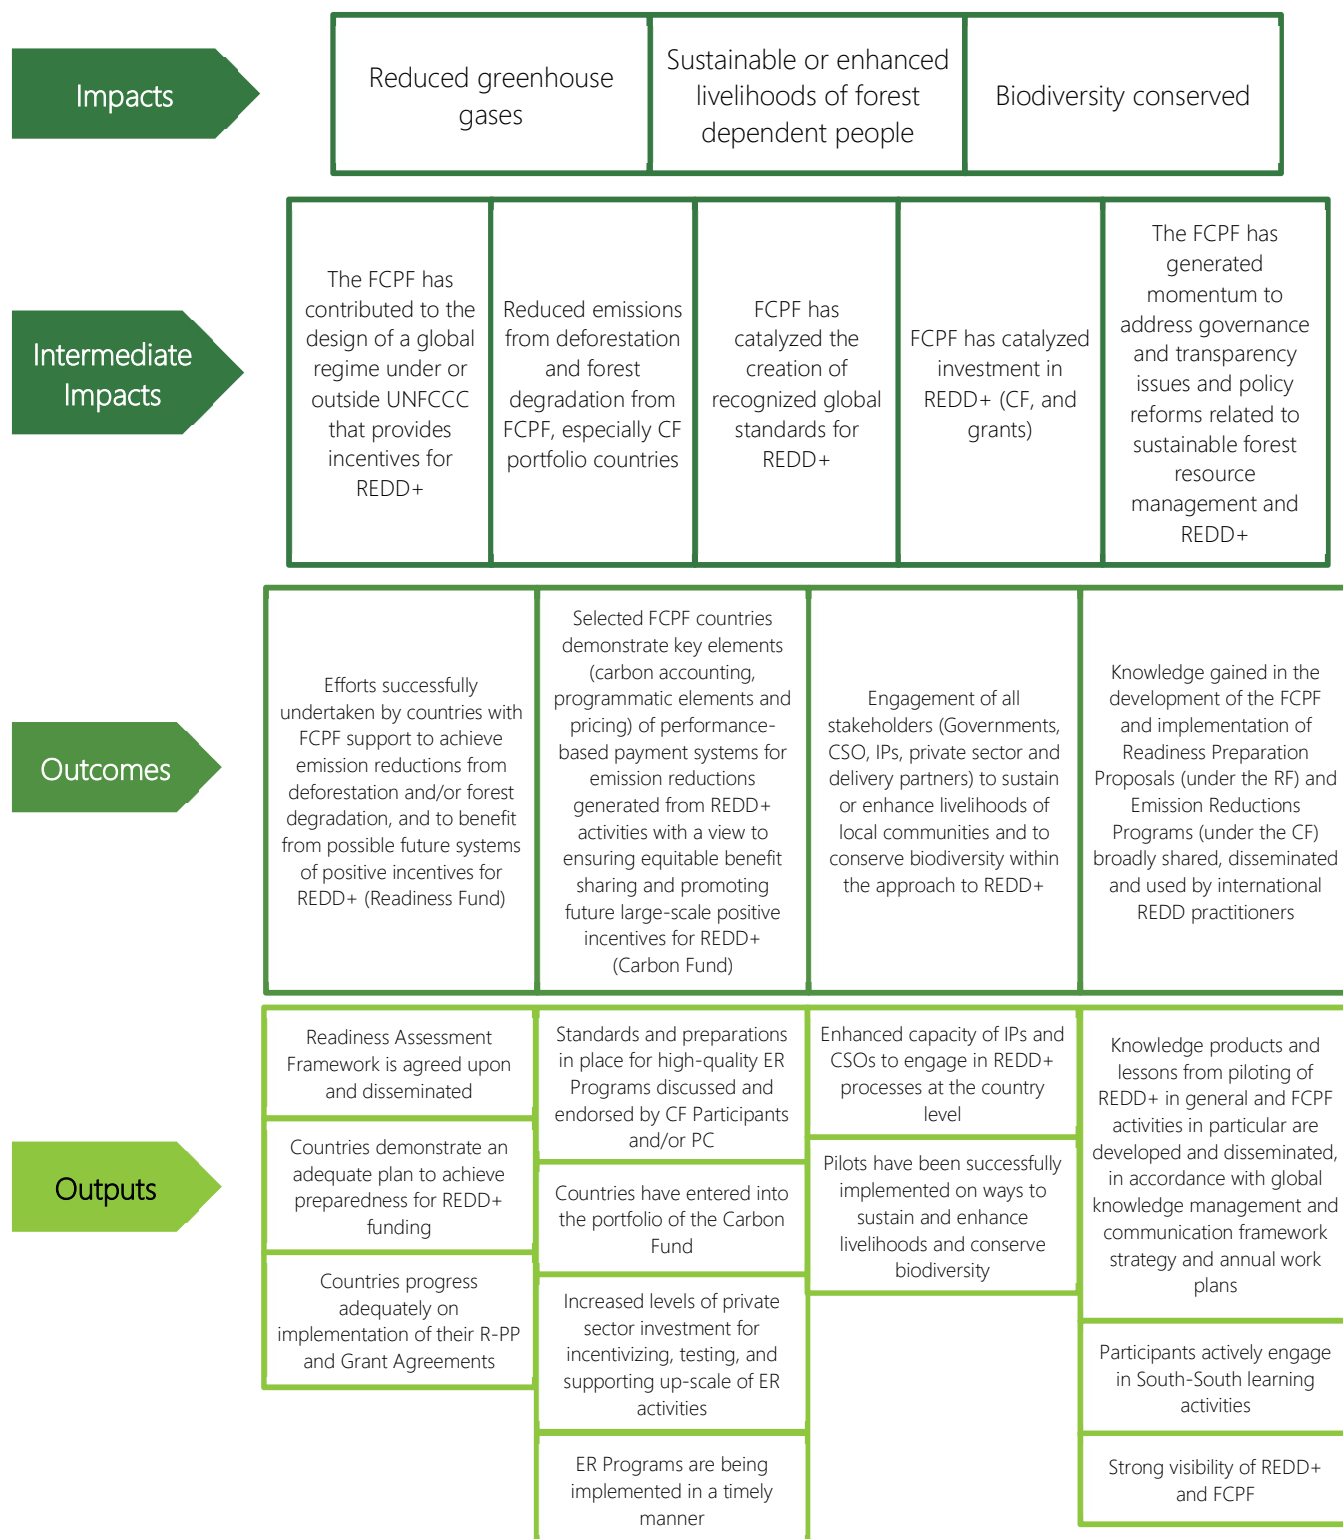 Impacts
Reduced greenhouse
gases
Sustainable or enhanced
livelihoods of forest
dependent people
Biodiversity conserved
Intermediate
Impacts
The FCPF has
contributed to the
design of a global
regime under or
outside UNFCCC
that provides
incentives for
REDD+
Reduced emissions
from deforestation
and forest
degradation from
FCPF, especially CF
portfolio countries
FCPF has
catalyzed the
creation of
recognized global
standards for
REDD+
FCPF has catalyzed
investment in
REDD+ (CF, and
grants)
The FCPF has
generated
momentum to
address governance
and transparency
issues and policy
reforms related to
sustainable forest
resource
management and
REDD+
Outcomes
Efforts successfully
undertaken by countries with
FCPF support to achieve
emission reductions from
deforestation and/or forest
degradation, and to benefit
from possible future systems
of positive incentives for
REDD+ (Readiness Fund)
Selected FCPF countries
demonstrate key elements
(carbon accounting,
programmatic elements and
pricing) of performance-
based payment systems for
emission reductions
generated from REDD+
activities with a view to
ensuring equitable benefit
sharing and promoting
future large-scale positive
incentives for REDD+
(Carbon Fund)
Engagement of all
stakeholders (Governments,
CSO, IPs, private sector and
delivery partners) to sustain
or enhance livelihoods of
local communities and to
conserve biodiversity within
the approach to REDD+
Knowledge gained in the
development of the FCPF
and implementation of
Readiness Preparation
Proposals (under the RF) and
Emission Reductions
Programs (under the CF)
broadly shared, disseminated
and used by international
REDD practitioners
Outputs
Readiness Assessment
Framework is agreed upon
and disseminated
Countries demonstrate an
adequate plan to achieve
preparedness for REDD+
funding
Countries progress
adequately on
implementation of their R-PP
and Grant Agreements
Standards and preparations
in place for high-quality ER
Programs discussed and
endorsed by CF Participants
and/or PC
Countries have entered into
the portfolio of the Carbon
Fund
Increased levels of private
sector investment for
incentivizing, testing, and
supporting up-scale of ER
activities
ER Programs are being
implemented in a timely
manner
Enhanced capacity of IPs and
CSOs to engage in REDD+
processes at the country
level
Pilots have been successfully
implemented on ways to
sustain and enhance
livelihoods and conserve
biodiversity
Knowledge products and
lessons from piloting of
REDD+ in general and FCPF
activities in particular are
developed and disseminated,
in accordance with global
knowledge management and
communication framework
strategy and annual work
plans
Participants actively engage
in South-South learning
activities
Strong visibility of REDD+
and FCPF